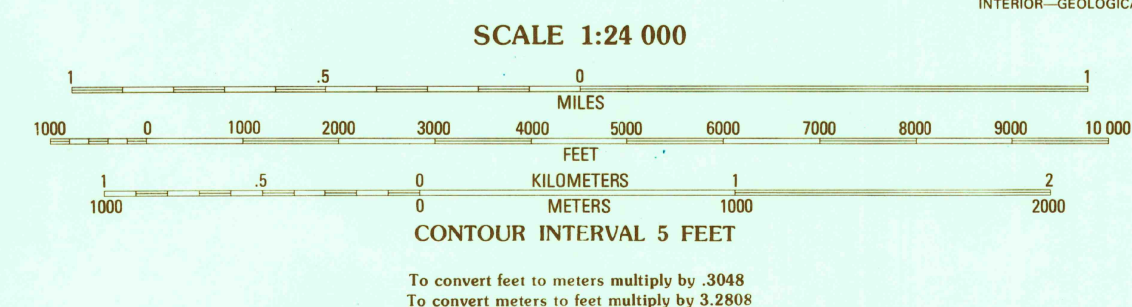 INTERIOR—GEOLOGICA
SCALE 1:24 000
1 .5 0 1
MILES
1000 0 1000 2000 3000 4000 5000 6000 7000 8000 9000 10 000
FEET
1 .5 0 KILOMETERS 1 2
1000 0 METERS 1000 2000
CONTOUR INTERVAL 5 FEET
To convert feet to meters multiply by .3048
To convert meters to feet multiply by 3.2808